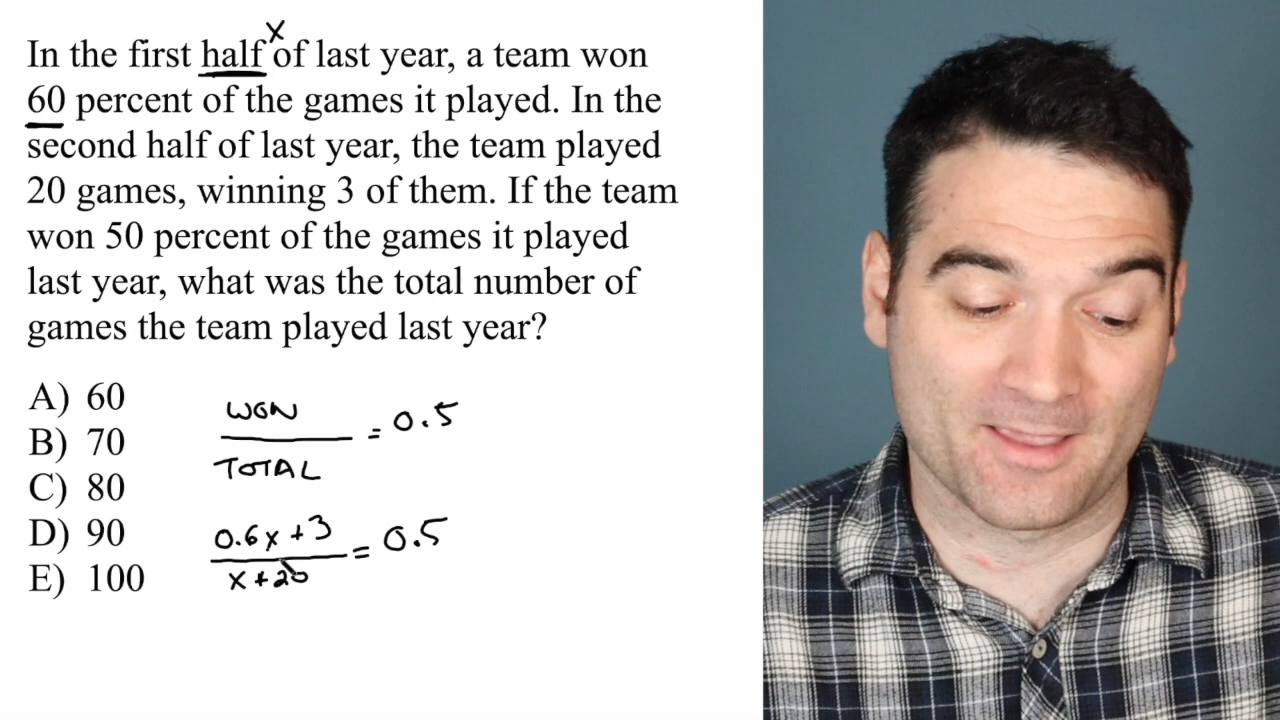 x
In the first half of last year, a team won
60 percent of the games it played. In the
second half of last year, the team played
20 games, winning 3 of them. If the team
won 50 percent of the games it played
last year, what was the total number of
games the team played last year?
A) 60
B) 70
C) 80
D) 90
E) 100
WON
TOTAL
= 0.5
0.6x + 3
x + 20
= 0.5